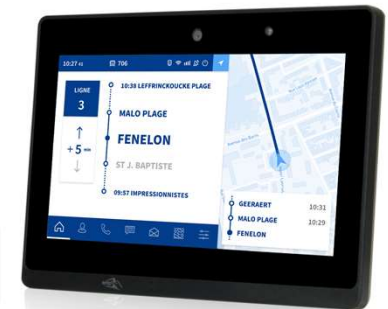 10:27
706
LIGNE
3
+5 min
10:38 LEFFRINCKOUCKE PLAGE
MALO PLAGE
FENELON
ST J. BAPTISTE
09:57 IMPRESSIONNISTES
GEERAERT 10:31
MALO PLAGE 10:29
FENELON